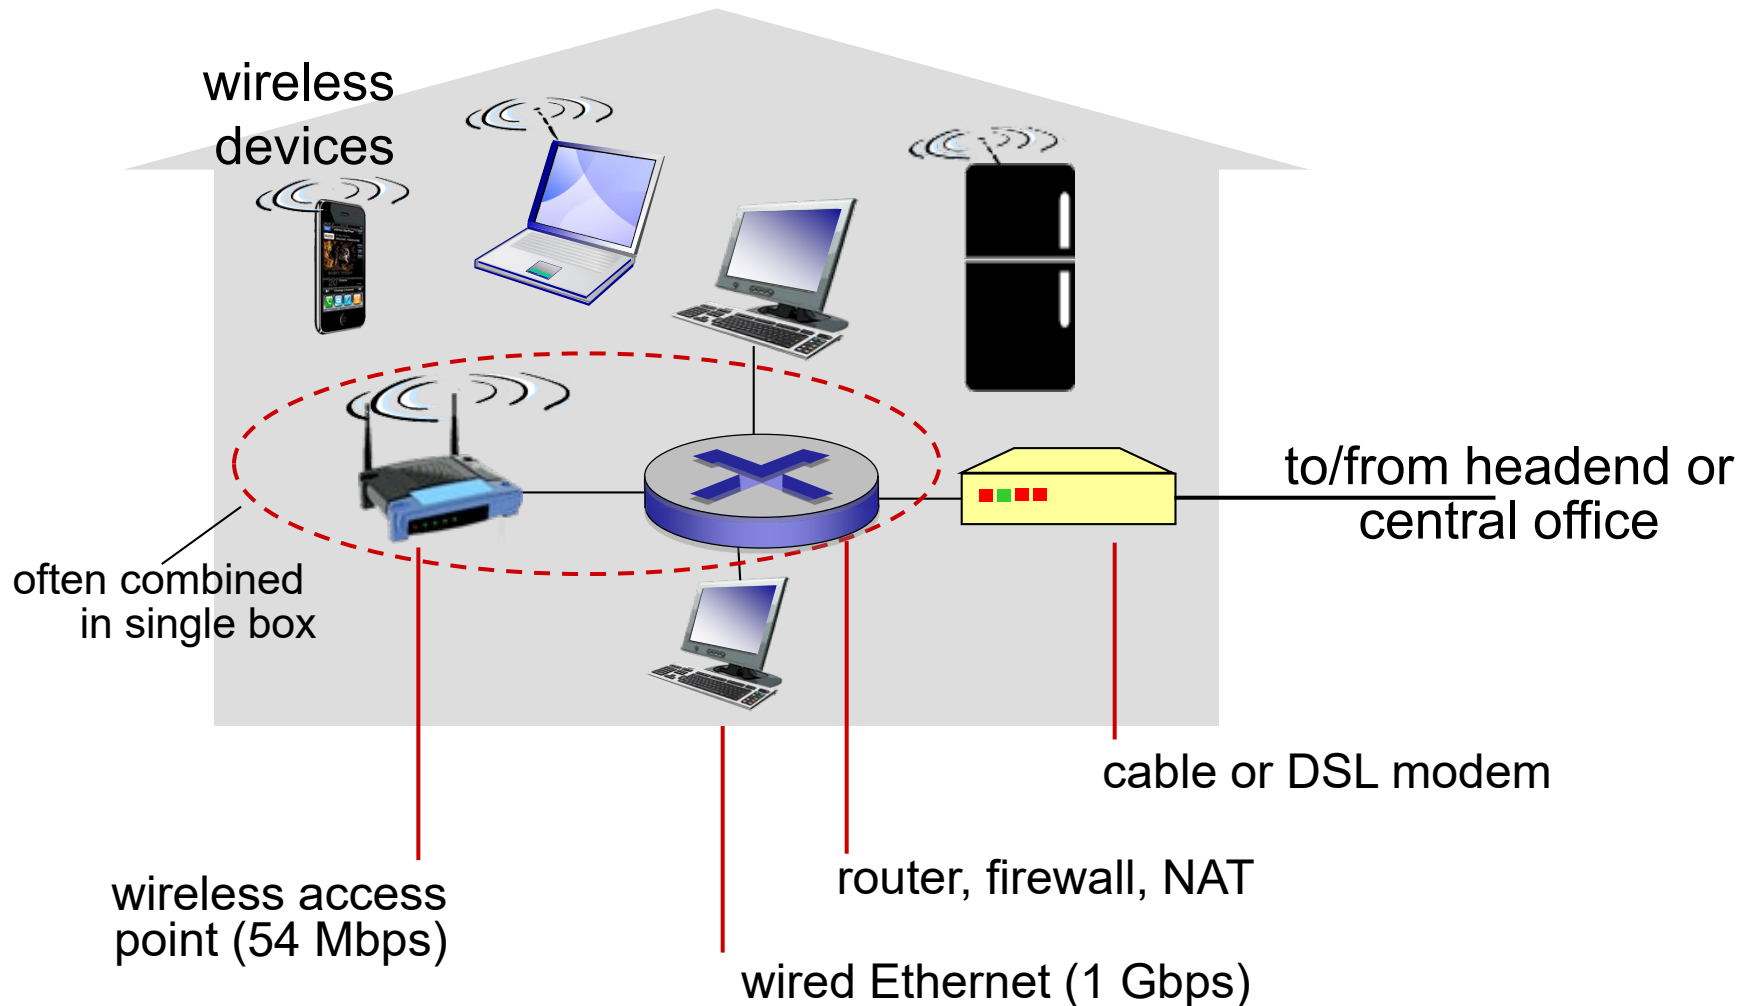 wireless
devices
to/from headend or
central office
often combined
in single box
cable or DSL modem
router, firewall, NAT
wireless access
point (54 Mbps)
wired Ethernet (1 Gbps)